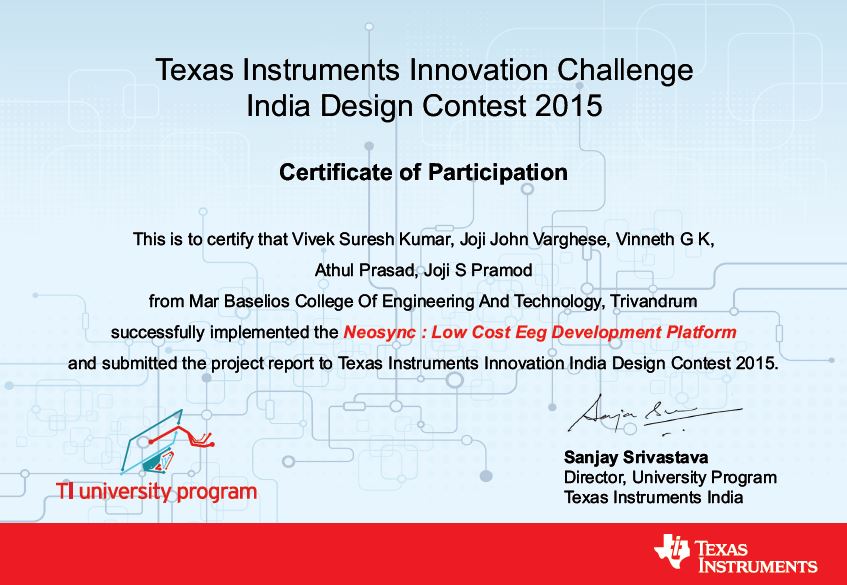 Texas Instruments Innovation Challenge
India Design Contest 2015
Certificate of Participation
This is to certify that Vivek Suresh Kumar, Joji John Varghese, Vinneth G K,
Athul Prasad, Joji S Pramod
from Mar Baselios College Of Engineering And Technology, Trivandrum
successfully implemented the Neosync : Low Cost Eeg Development Platform
and submitted the project report to Texas Instruments Innovation India Design Contest 2015.
Sanjay Srivastava
Director, University Program
Texas Instruments India
TI university program
TEXAS
INSTRUMENTS